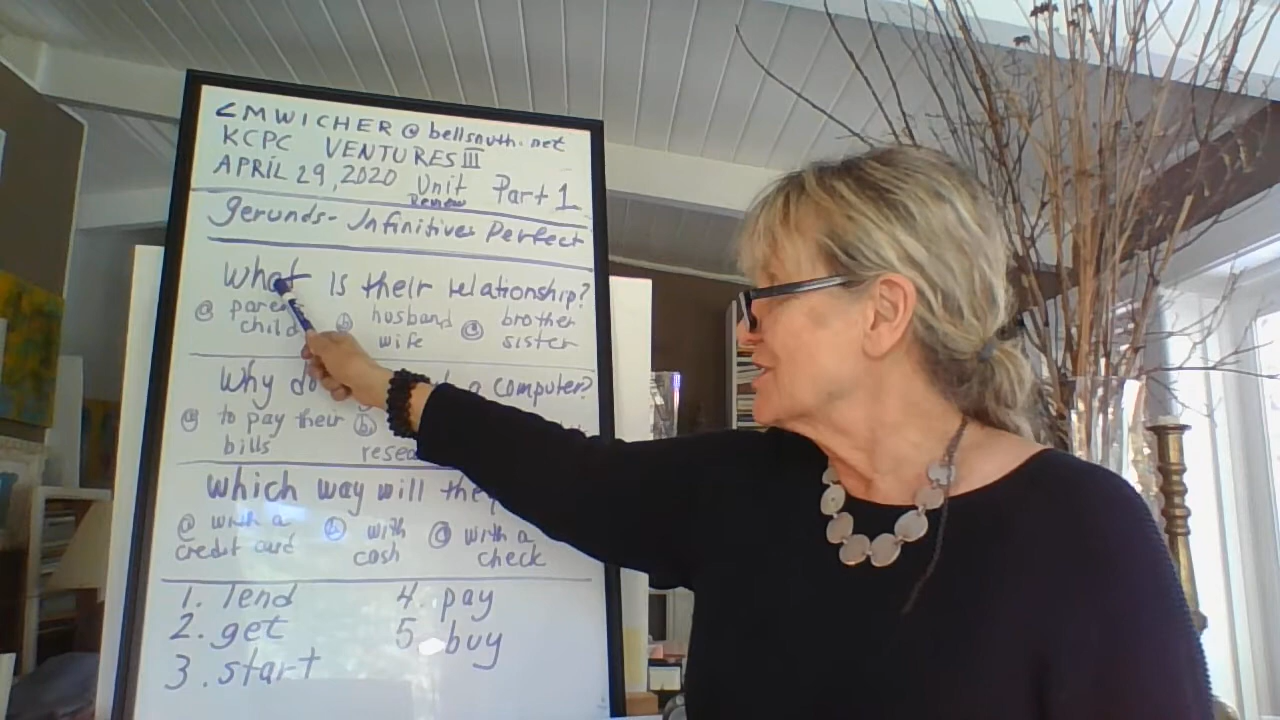 CMWICHER@bellsouth.net
KCPC VENTURES III
APRIL 29, 2020 Unit Review Part 1
gerunds - Infinitives Perfect
What is their relationship?
ⓐ paren ⓑ hosband ⓒ brother
child wife sister
Why do a computer?
ⓐ to pay their ⓑ
bills resea
Which way will they
ⓐ with a ⓑ with ⓒ with a
credit card cash check
1. lend 4. pay
2. get 5. buy
3. start